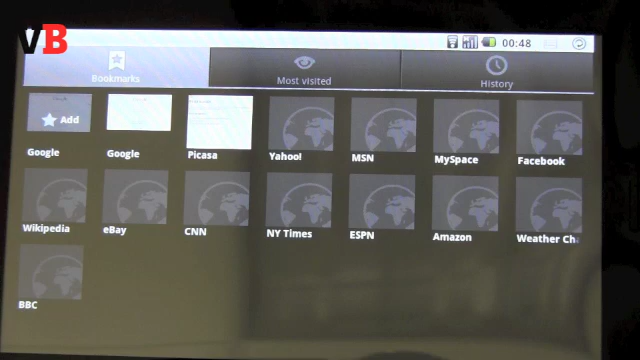 VB
00:48
Bookmarks
Most visited
History
Add
Google
Google
Picasa
Yahoo!
MSN
MySpace
Facebook
Wikipedia
eBay
CNN
NY Times
ESPN
Amazon
Weather Ch
BBC